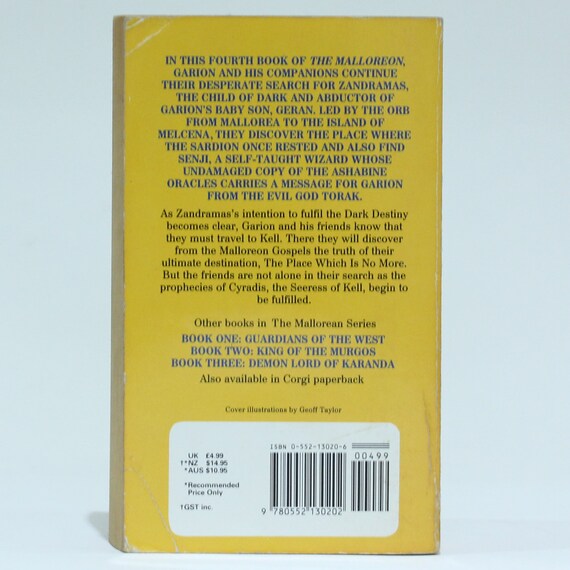 IN THIS FOURTH BOOK OF THE MALLOREON,
GARION AND HIS COMPANIONS CONTINUE
THEIR DESPERATE SEARCH FOR ZANDRAMAS,
THE CHILD OF DARK AND ABDUCTOR OF
GARION'S BABY SON, GERAN. LED BY THE ORB
FROM MALLOREA TO THE ISLAND OF
MELCENA, THEY DISCOVER THE PLACE WHERE
THE SARDION ONCE RESTED AND ALSO FIND
SENJI, A SELF-TAUGHT WIZARD WHOSE
UNDAMAGED COPY OF THE ASHABINE
ORACLES CARRIES A MESSAGE FOR GARION
FROM THE EVIL GOD TORAK.
As Zandramas's intention to fulfil the Dark Destiny
becomes clear, Garion and his friends know that
they must travel to Kell. There they will discover
from the Malloreon Gospels the truth of their
ultimate destination, The Place Which Is No More.
But the friends are not alone in their search as the
prophecies of Cyradis, the Seeress of Kell, begin to
be fulfilled.
Other books in The Mallorean Series
BOOK ONE: GUARDIANS OF THE WEST
BOOK TWO: KING OF THE MURGOS
BOOK THREE: DEMON LORD OF KARANDA
Also available in Corgi paperback
Cover illustrations by Geoff Taylor
UK £4.99
†*NZ $14.95
*AUS $10.95
*Recommended
Price Only
†GST inc.
ISBN 0-552-13020-6
00499
9 780552 130202